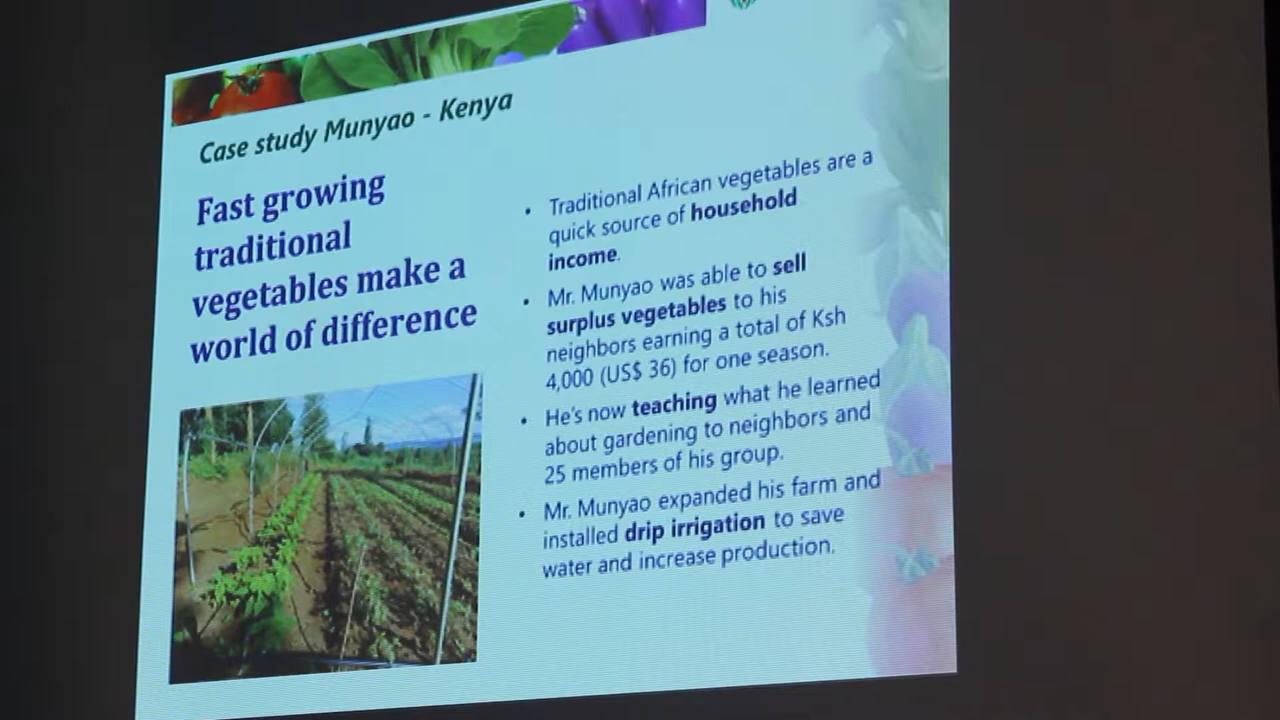 Case study Munyao - Kenya
Fast growing
traditional
vegetables make a
world of difference
• Traditional African vegetables are a
quick source of household
income.
• Mr. Munyao was able to sell
surplus vegetables to his
neighbors earning a total of Ksh
4,000 (US$ 36) for one season.
• He's now teaching what he learned
about gardening to neighbors and
25 members of his group.
• Mr. Munyao expanded his farm and
installed drip irrigation to save
water and increase production.